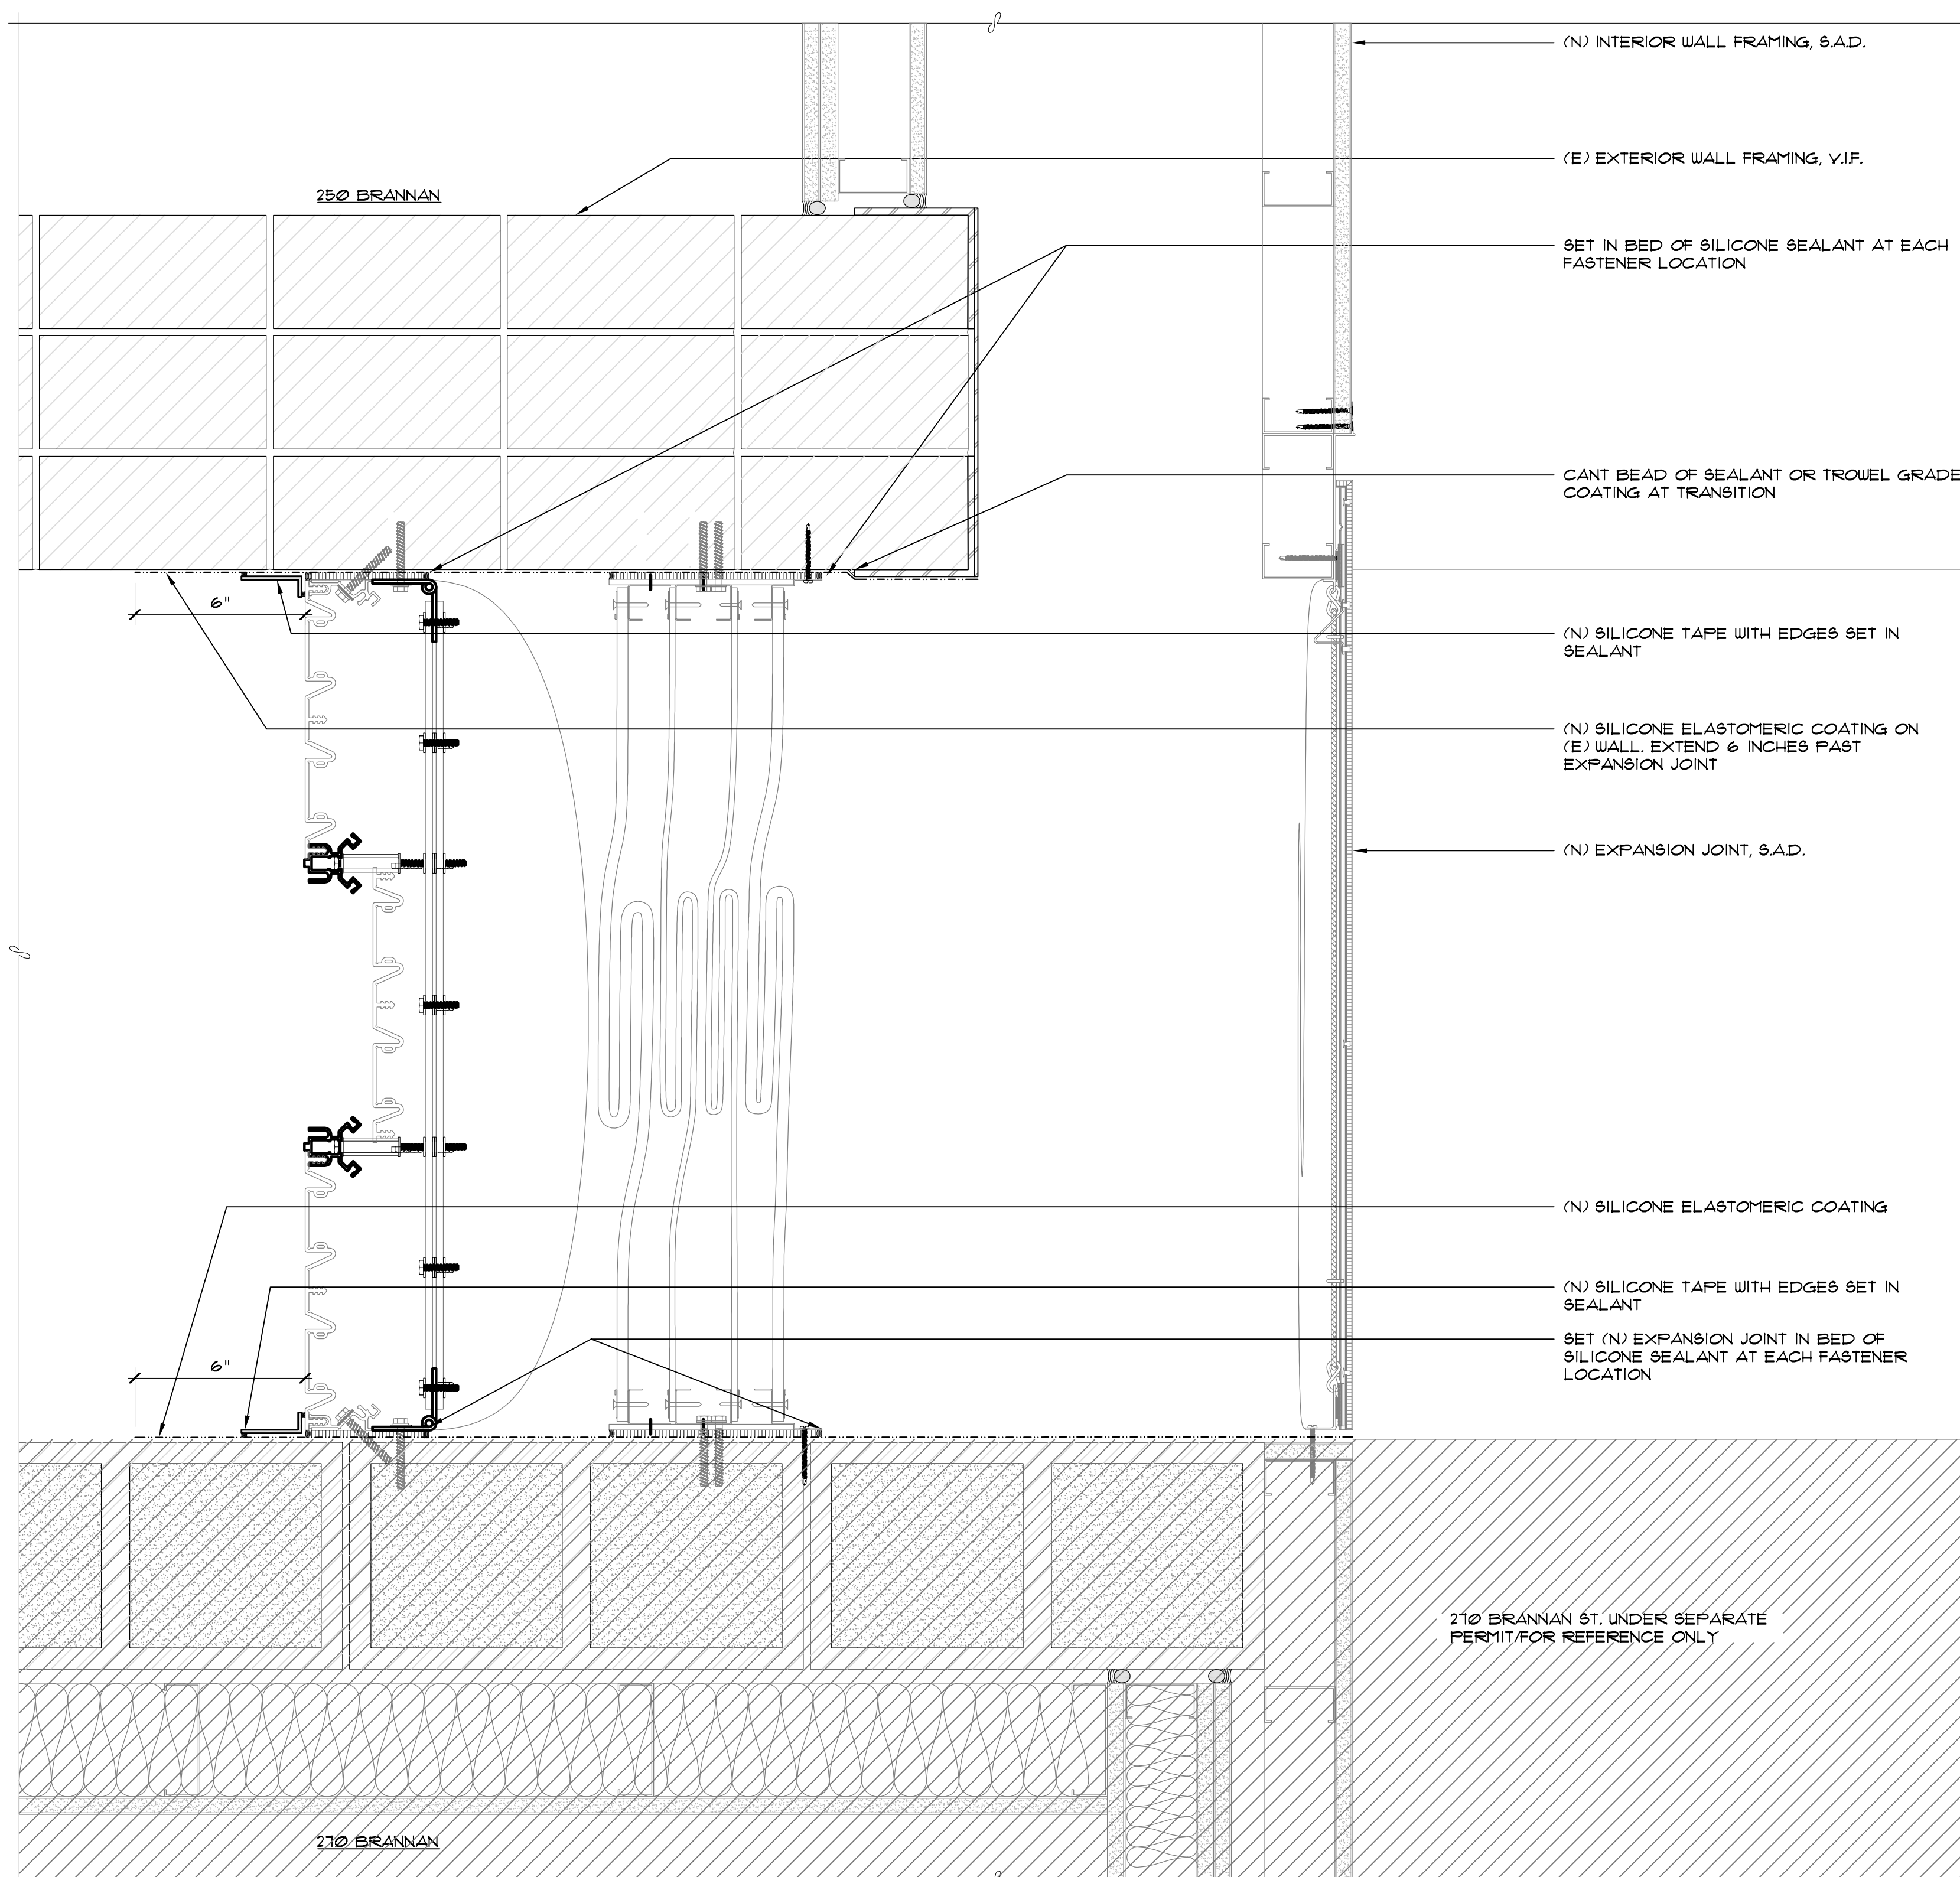 (N) INTERIOR WALL FRAMING, S.A.D.
(E) EXTERIOR WALL FRAMING, V.I.F.
250 BRANNAN
SET IN BED OF SILICONE SEALANT AT EACH
FASTENER LOCATION
CANT BEAD OF SEALANT OR TROWEL GRADE
COATING AT TRANSITION
6"
(N) SILICONE TAPE WITH EDGES SET IN
SEALANT
(N) SILICONE ELASTOMERIC COATING ON
(E) WALL. EXTEND 6 INCHES PAST
EXPANSION JOINT
(N) EXPANSION JOINT, S.A.D.
(N) SILICONE ELASTOMERIC COATING
(N) SILICONE TAPE WITH EDGES SET IN
SEALANT
SET (N) EXPANSION JOINT IN BED OF
SILICONE SEALANT AT EACH FASTENER
LOCATION
6"
270 BRANNAN ST. UNDER SEPARATE
PERMIT/FOR REFERENCE ONLY
270 BRANNAN